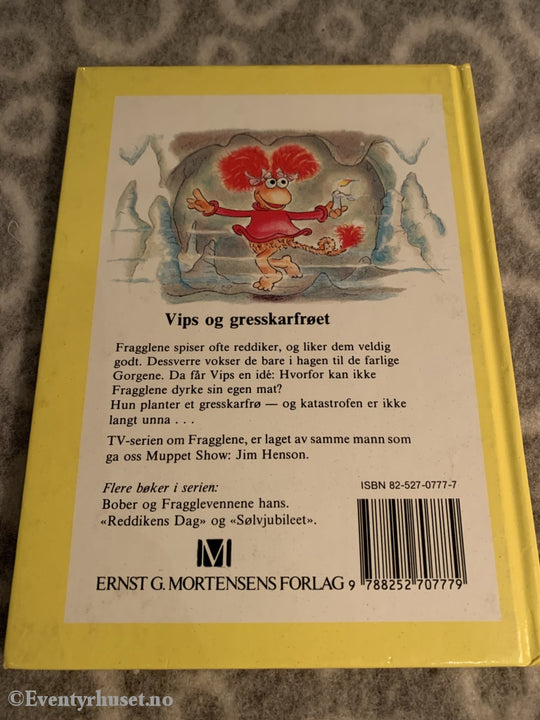 Vips og gresskarfrøet
Fragglene spiser ofte reddiker, og liker dem veldig
godt. Dessverre vokser de bare i hagen til de farlige
Gorgene. Da får Vips en idé: Hvorfor kan ikke
Fragglene dyrke sin egen mat?
Hun planter et gresskarfrø — og katastrofen er ikke
langt unna . . .
TV-serien om Fragglene, er laget av samme mann som
ga oss Muppet Show: Jim Henson.
Flere bøker i serien:
Bober og Fragglevennene hans.
«Reddikens Dag» og «Sølvjubileet».
ISBN 82-527-0777-7
M
ERNST G. MORTENSENS FORLAG
9 788252 707779
©Eventyrhuset.no